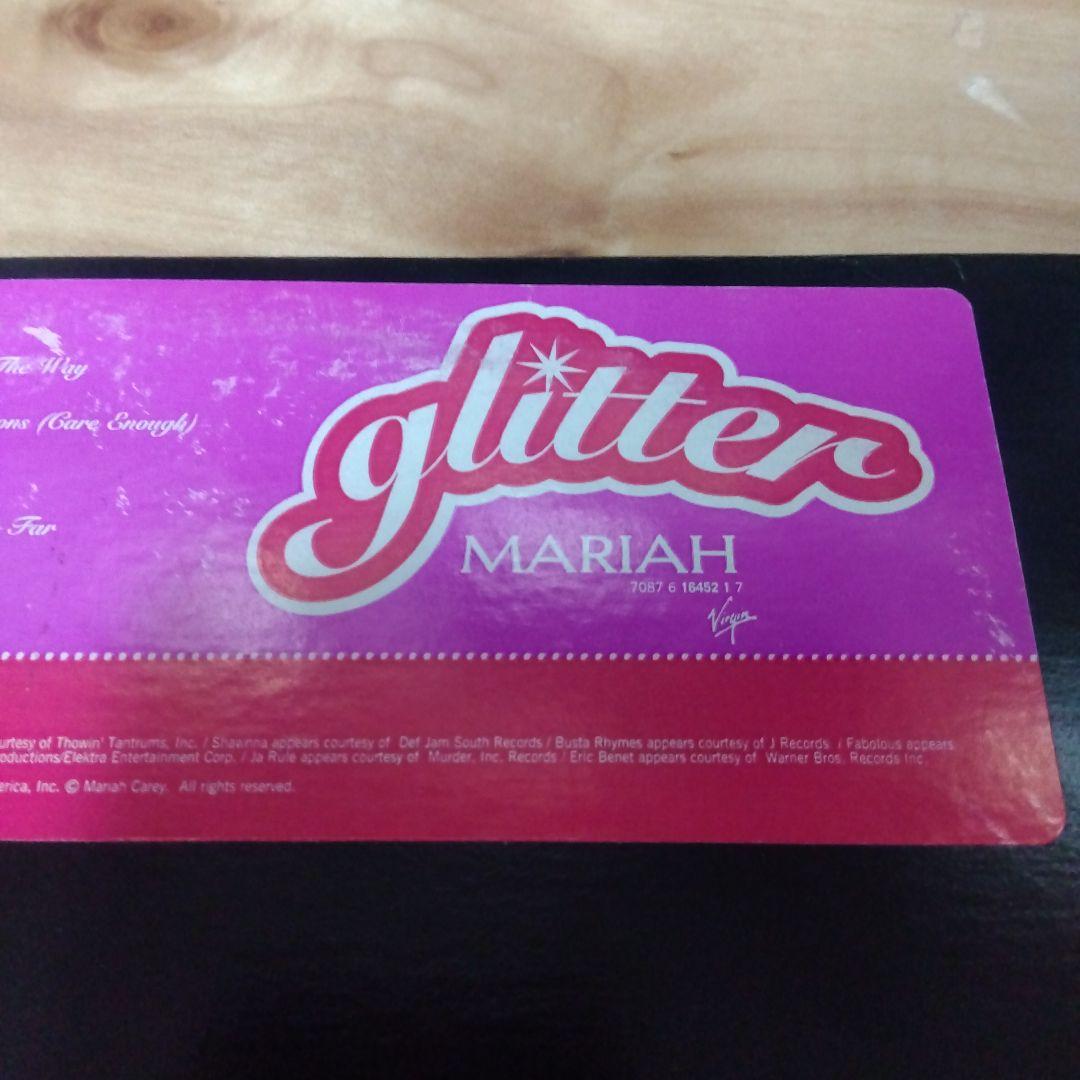 The Way
ons (Care Enough)
Far
glitter
MARIAH
7087 6 16452 1 7
Virgin
urtesy of Thowin' Tantrums, Inc. / Shawnna appears courtesy of Def Jam South Records / Busta Rhymes appears courtesy of J Records / Fabolous appears
oductions/Elektra Entertainment Corp. / Ja Rule appears courtesy of Murder, Inc. Records / Eric Benet appears courtesy of Warner Bros. Records Inc.
erica, Inc. © Mariah Carey. All rights reserved.